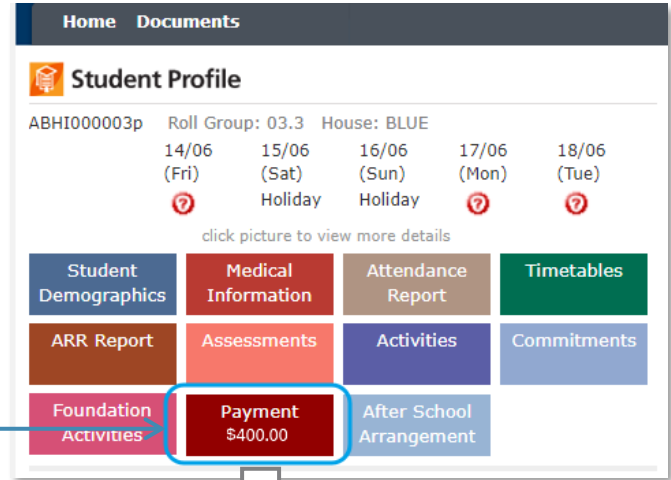 Home Documents
Student Profile
ABHI000003p Roll Group: 03.3 House: BLUE
14/06 15/06 16/06 17/06 18/06
(Fri) (Sat) (Sun) (Mon) (Tue)
Holiday Holiday
click picture to view more details
Student Medical Attendance Timetables
Demographics Information Report
ARR Report Assessments Activities Commitments
Foundation Payment After School
Activities $400.00 Arrangement